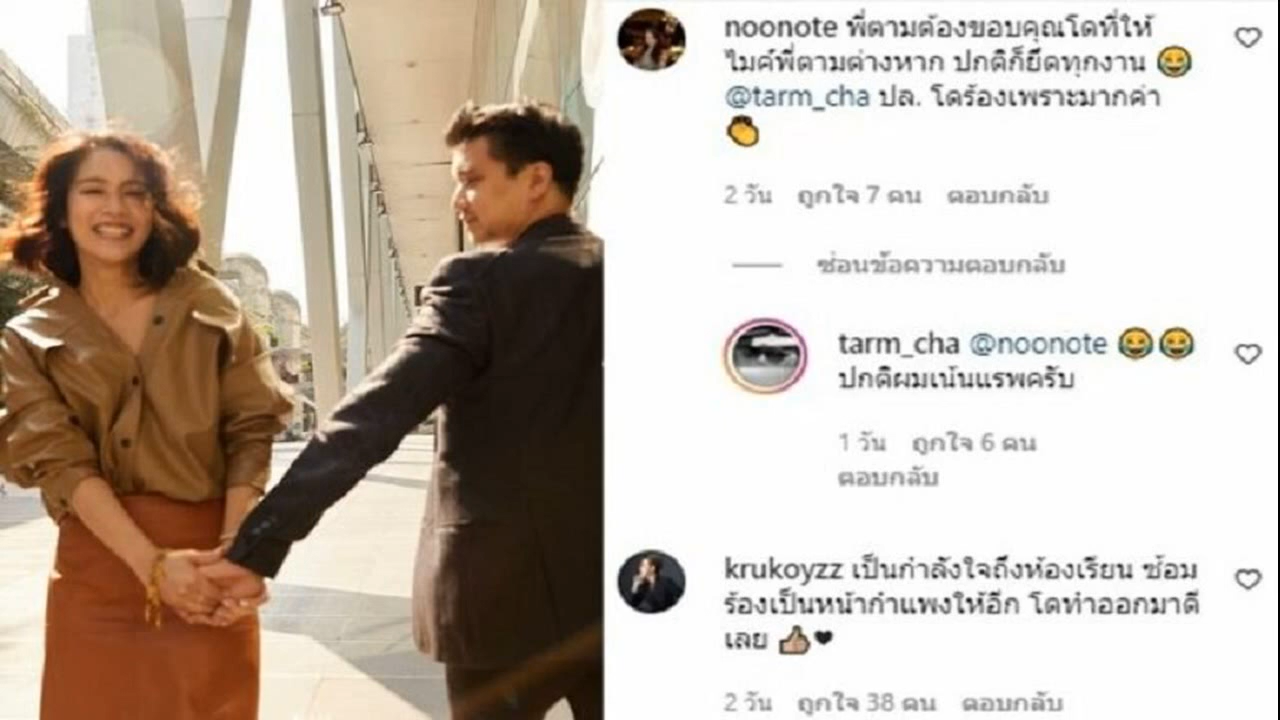 noonote พี่ตามต้องขอบคุณโดที่ให้
ไมค์พี่ตามต่างหาก ปกติก็ยึดทุกงาน 😂
@tarm_cha ปล. โดร้องเพราะมากค่า
👏
2 วัน ถูกใจ 7 คน ตอบกลับ
ซ่อนข้อความตอบกลับ
tarm_cha @noonote 😂😂
ปกติผมเน้นแรพครับ
1 วัน ถูกใจ 6 คน
ตอบกลับ
krukoyzz เป็นกำลังใจถึงห้องเรียน ซ้อม
ร้องเป็นหน้ากำแพงให้อีก โดทำออกมาดี
เลย 👍🏼❤
2 วัน ถูกใจ 38 คน ตอบกลับ